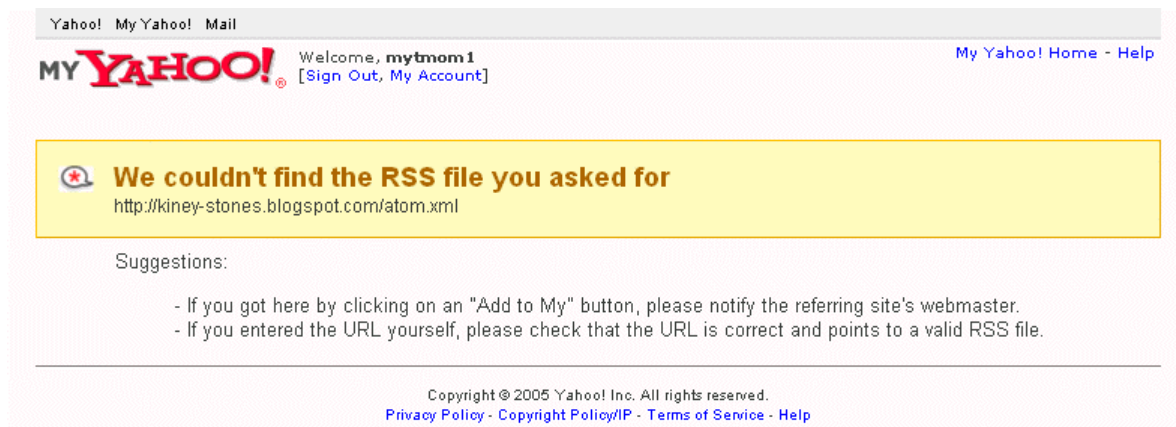 Yahoo! My Yahoo! Mail
MY YAHOO!® Welcome, mytmom1 My Yahoo! Home - Help
[Sign Out, My Account]
We couldn't find the RSS file you asked for
http://kiney-stones.blogspot.com/atom.xml
Suggestions:
- If you got here by clicking on an "Add to My" button, please notify the referring site's webmaster.
- If you entered the URL yourself, please check that the URL is correct and points to a valid RSS file.
Copyright © 2005 Yahoo! Inc. All rights reserved.
Privacy Policy - Copyright Policy/IP - Terms of Service - Help